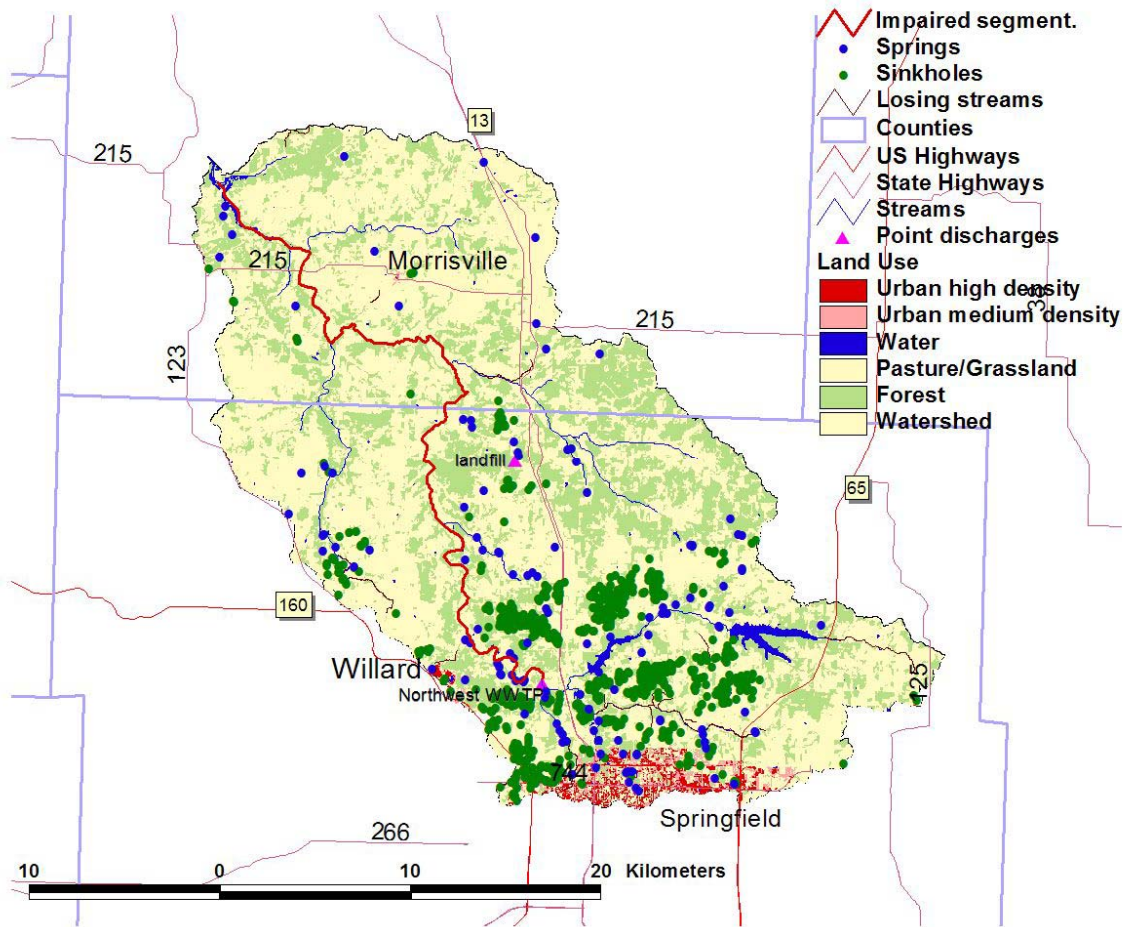 Impaired segment.
Springs
Sinkholes
Losing streams
Counties
US Highways
State Highways
Streams
Point discharges
Land Use
Urban high density
Urban medium density
Water
Pasture/Grassland
Forest
Watershed
13
215
215
Morrisville
38
215
123
landfill
65
160
Willard
Northwest WWTP
125
744
Springfield
266
10 0 10 20 Kilometers